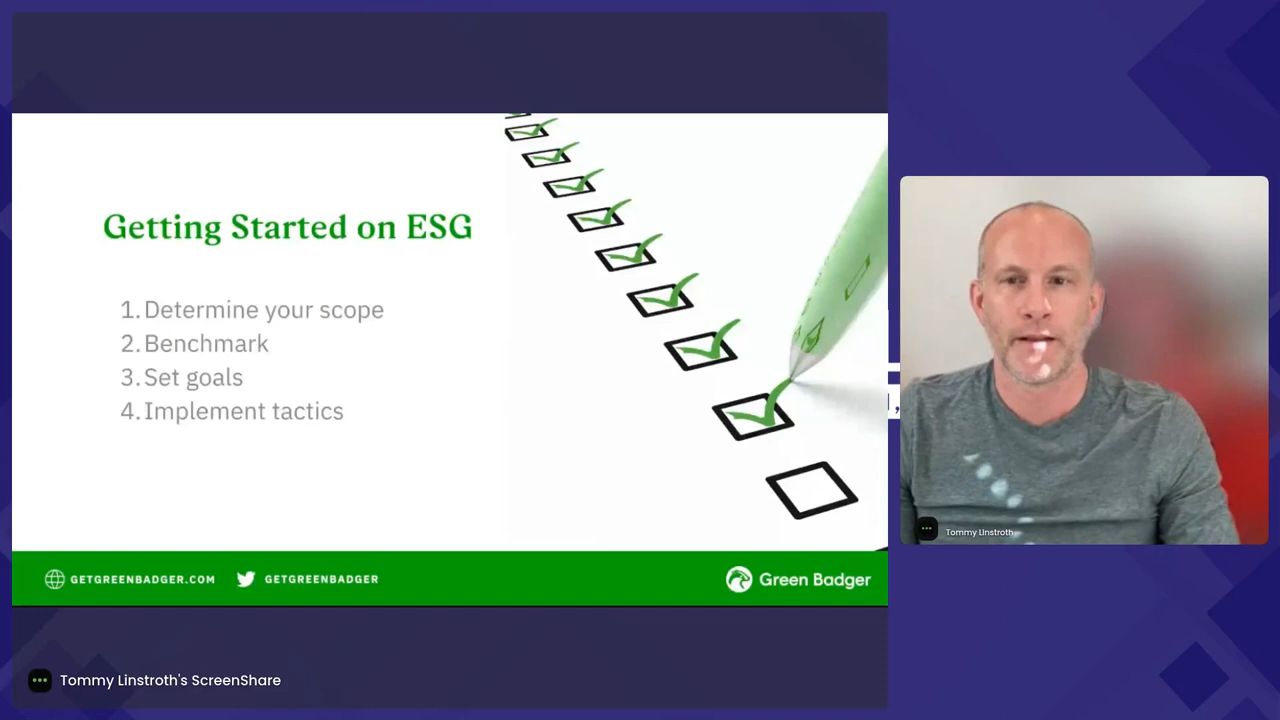 Getting Started on ESG
1. Determine your scope
2. Benchmark
3. Set goals
4. Implement tactics
GETGREENBADGER.COM
GETGREENBADGER
Green Badger
Tommy Linstroth
Tommy Linstroth's ScreenShare